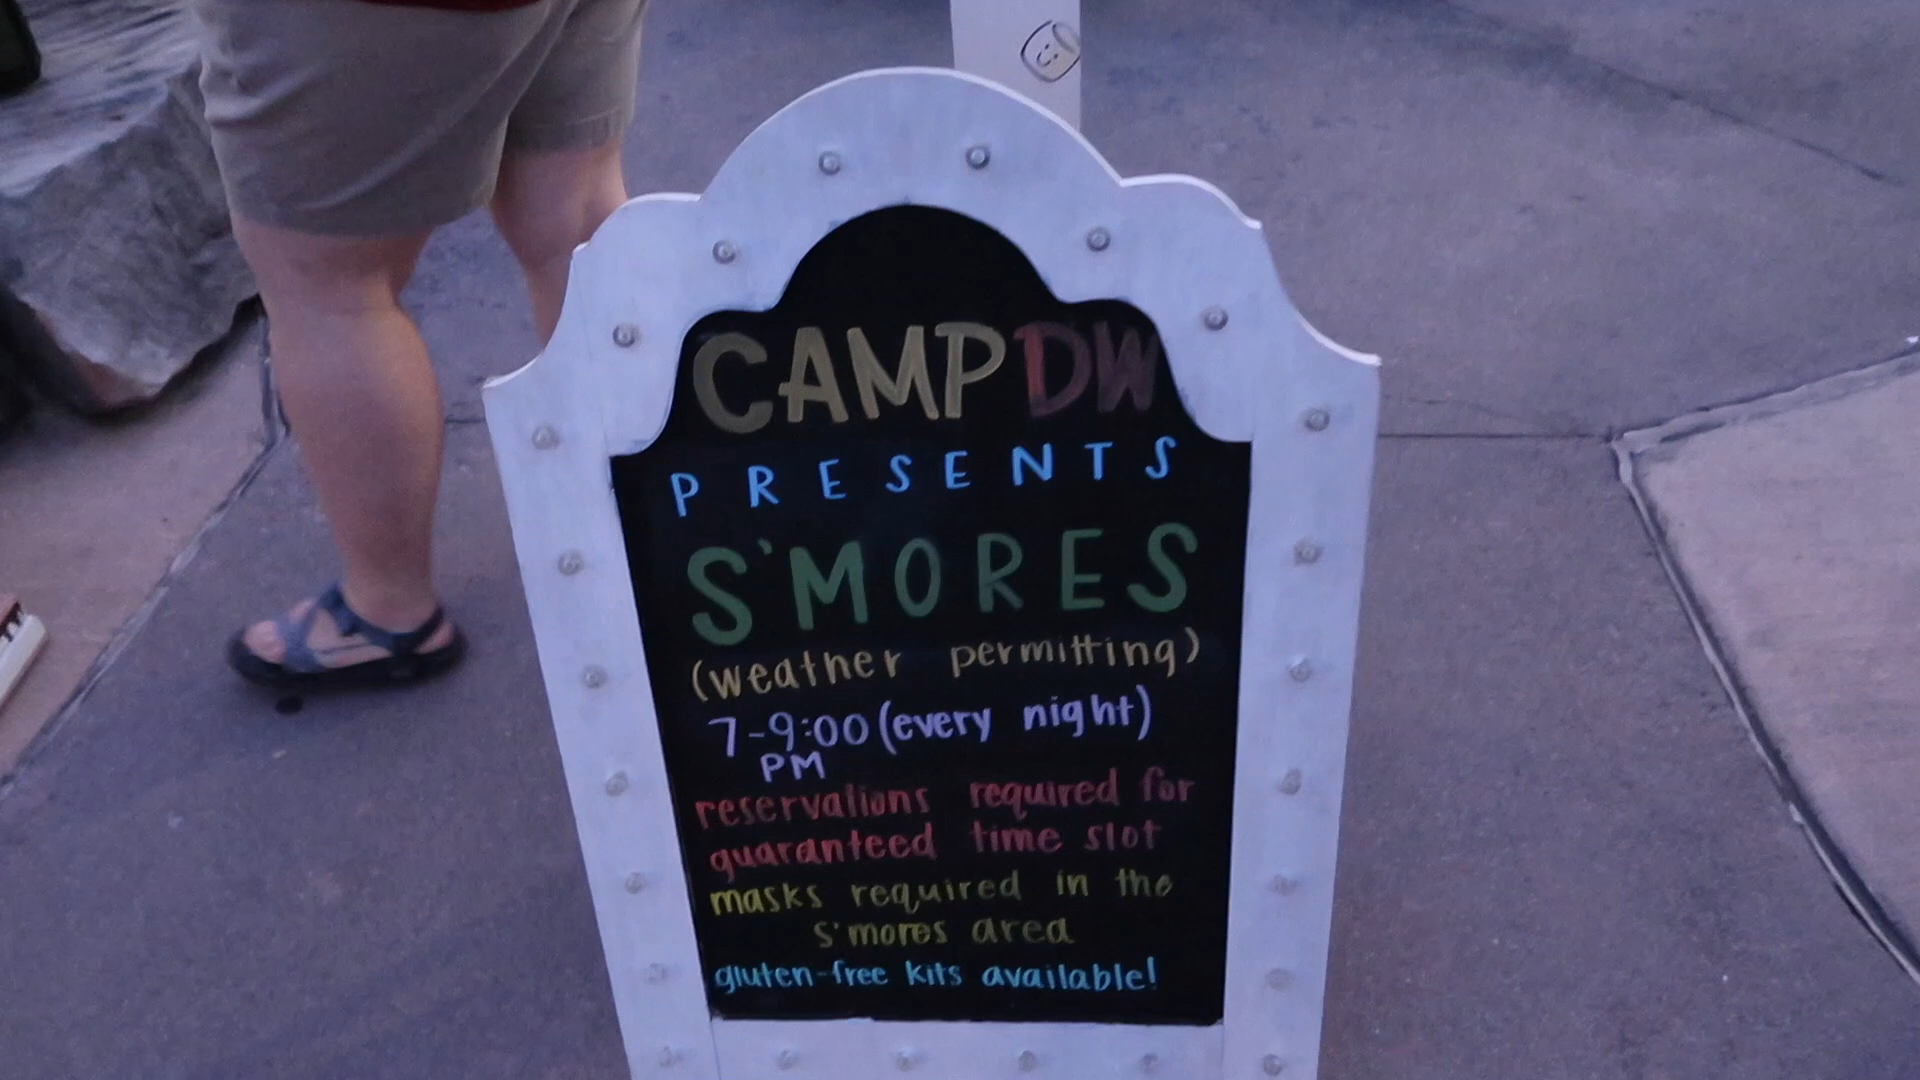 CAMP DW
PRESENTS
S'MORES
(weather permitting)
7-9:00 (every night)
PM
reservations required for
guaranteed time slot
masks required in the
s'mores area
gluten-free kits available!